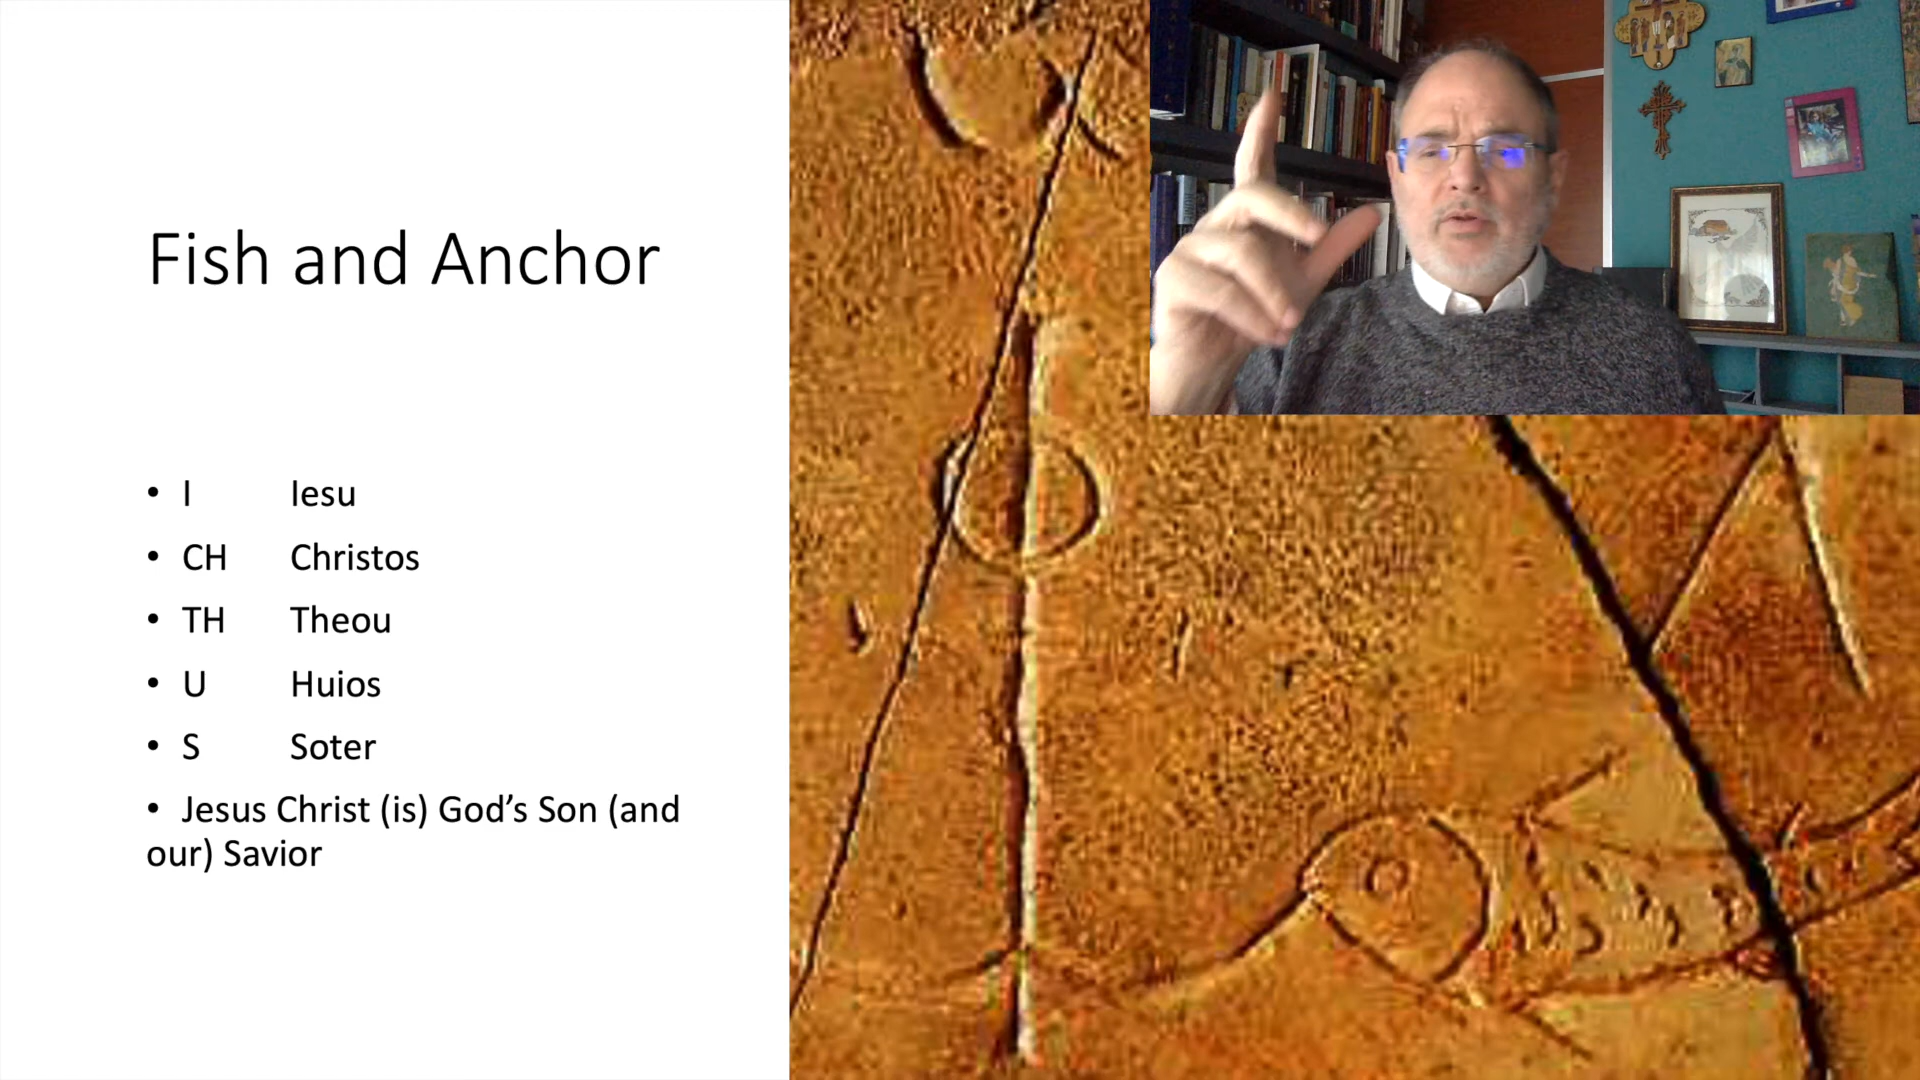 Fish and Anchor
• I Iesu
• CH Christos
• TH Theou
• U Huios
• S Soter
• Jesus Christ (is) God’s Son (and
our) Savior